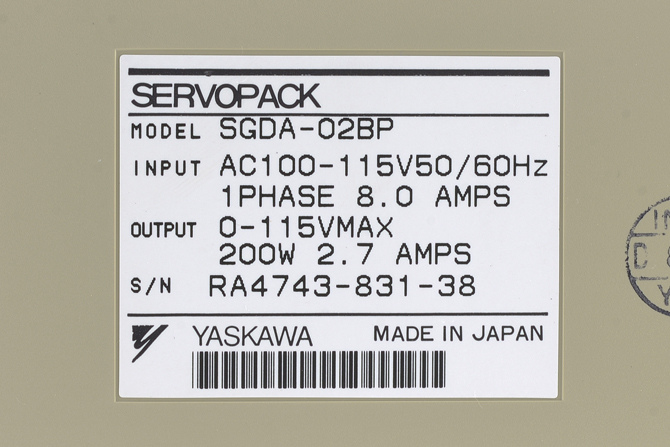 SERVOPACK
MODEL SGDA-02BP
INPUT AC100-115V50/60Hz
1PHASE 8.0 AMPS
OUTPUT 0-115VMAX
200W 2.7 AMPS
S/N RA4743-831-38
YASKAWA MADE IN JAPAN